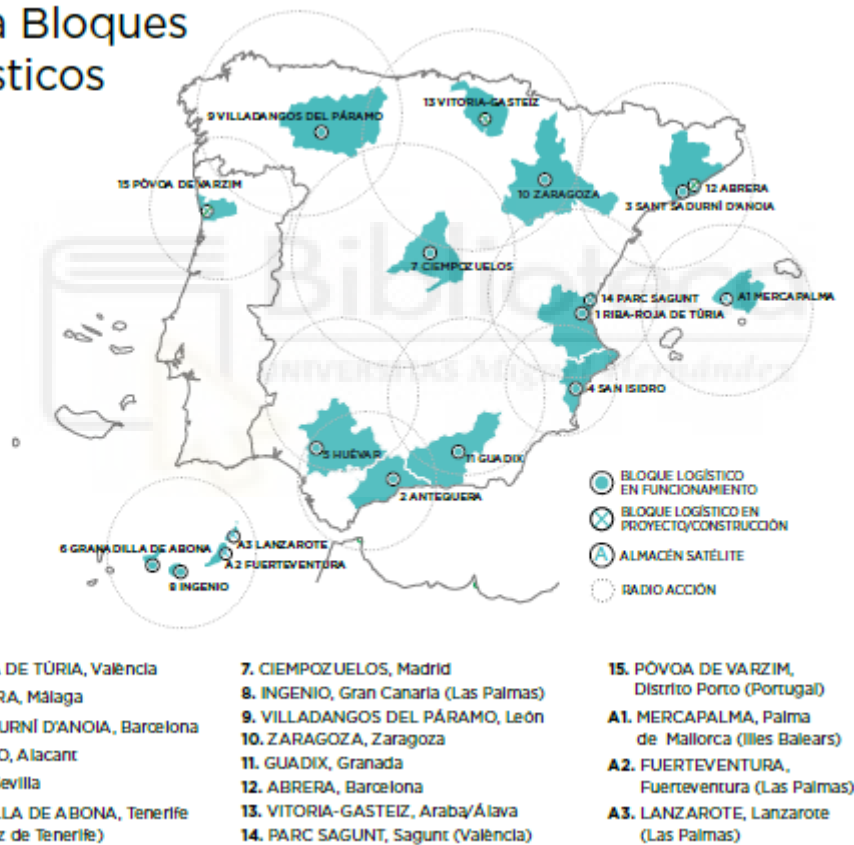 a Bloques
sticos
9 VILLADANGOS DEL PÁRAMO
13 VITORIA-GASTEIZ
15 PÓVOA DE VARZIM
10 ZARAGOZA
12 ABRERA
3 SANT SADURNÍ D'ANOIA
7 CIEMPOZUELOS
14 PARC SAGUNT
A1 MERCAPALMA
1 RIBA-ROJA DE TÚRIA
Biblioteca
UNIVERSITAS Miguel Hernández
4 SAN ISIDRO
5 HUÉVAR
11 GUADIX
2 ANTEQUERA
BLOQUE LOGÍSTICO
EN FUNCIONAMIENTO
BLOQUE LOGÍSTICO EN
PROYECTO/CONSTRUCCIÓN
A ALMACÉN SATÉLITE
RADIO ACCIÓN
6 GRANADILLA DE ABONA
A3 LANZAROTE
A2 FUERTEVENTURA
8 INGENIO
A DE TÚRIA, València
RA, Málaga
DURNÍ D'ANOIA, Barcelona
O, Alacant
Sevilla
LLA DE ABONA, Tenerife
z de Tenerife)
7. CIEMPOZUELOS, Madrid
8. INGENIO, Gran Canaria (Las Palmas)
9. VILLADANGOS DEL PÁRAMO, León
10. ZARAGOZA, Zaragoza
11. GUADIX, Granada
12. ABRERA, Barcelona
13. VITORIA-GASTEIZ, Araba/Álava
14. PARC SAGUNT, Sagunt (València)
15. PÓVOA DE VARZIM,
Distrito Porto (Portugal)
A1. MERCAPALMA, Palma
de Mallorca (Illes Balears)
A2. FUERTEVENTURA,
Fuerteventura (Las Palmas)
A3. LANZAROTE, Lanzarote
(Las Palmas)